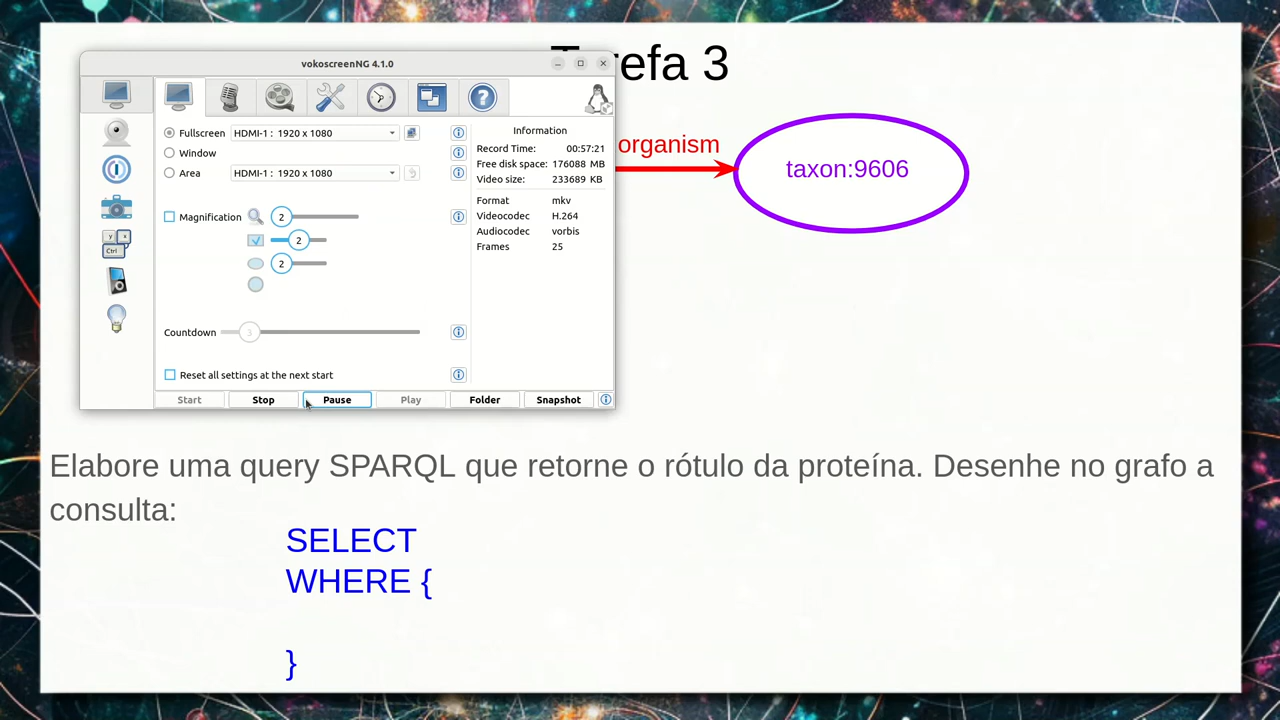 Tarefa 3
vokoscreenNG 4.1.0
Fullscreen
HDMI-1 : 1920 x 1080
Window
Area
HDMI-1 : 1920 x 1080
Magnification
2
2
2
Countdown
3
Reset all settings at the next start
Information
Record Time: 00:57:21
Free disk space: 176088 MB
Video size: 233689 KB
Format mkv
Videocodec H.264
Audiocodec vorbis
Frames 25
Start Stop Pause Play Folder Snapshot
organism
taxon:9606
Elabore uma query SPARQL que retorne o rótulo da proteína. Desenhe no grafo a
consulta:
SELECT
WHERE {
}